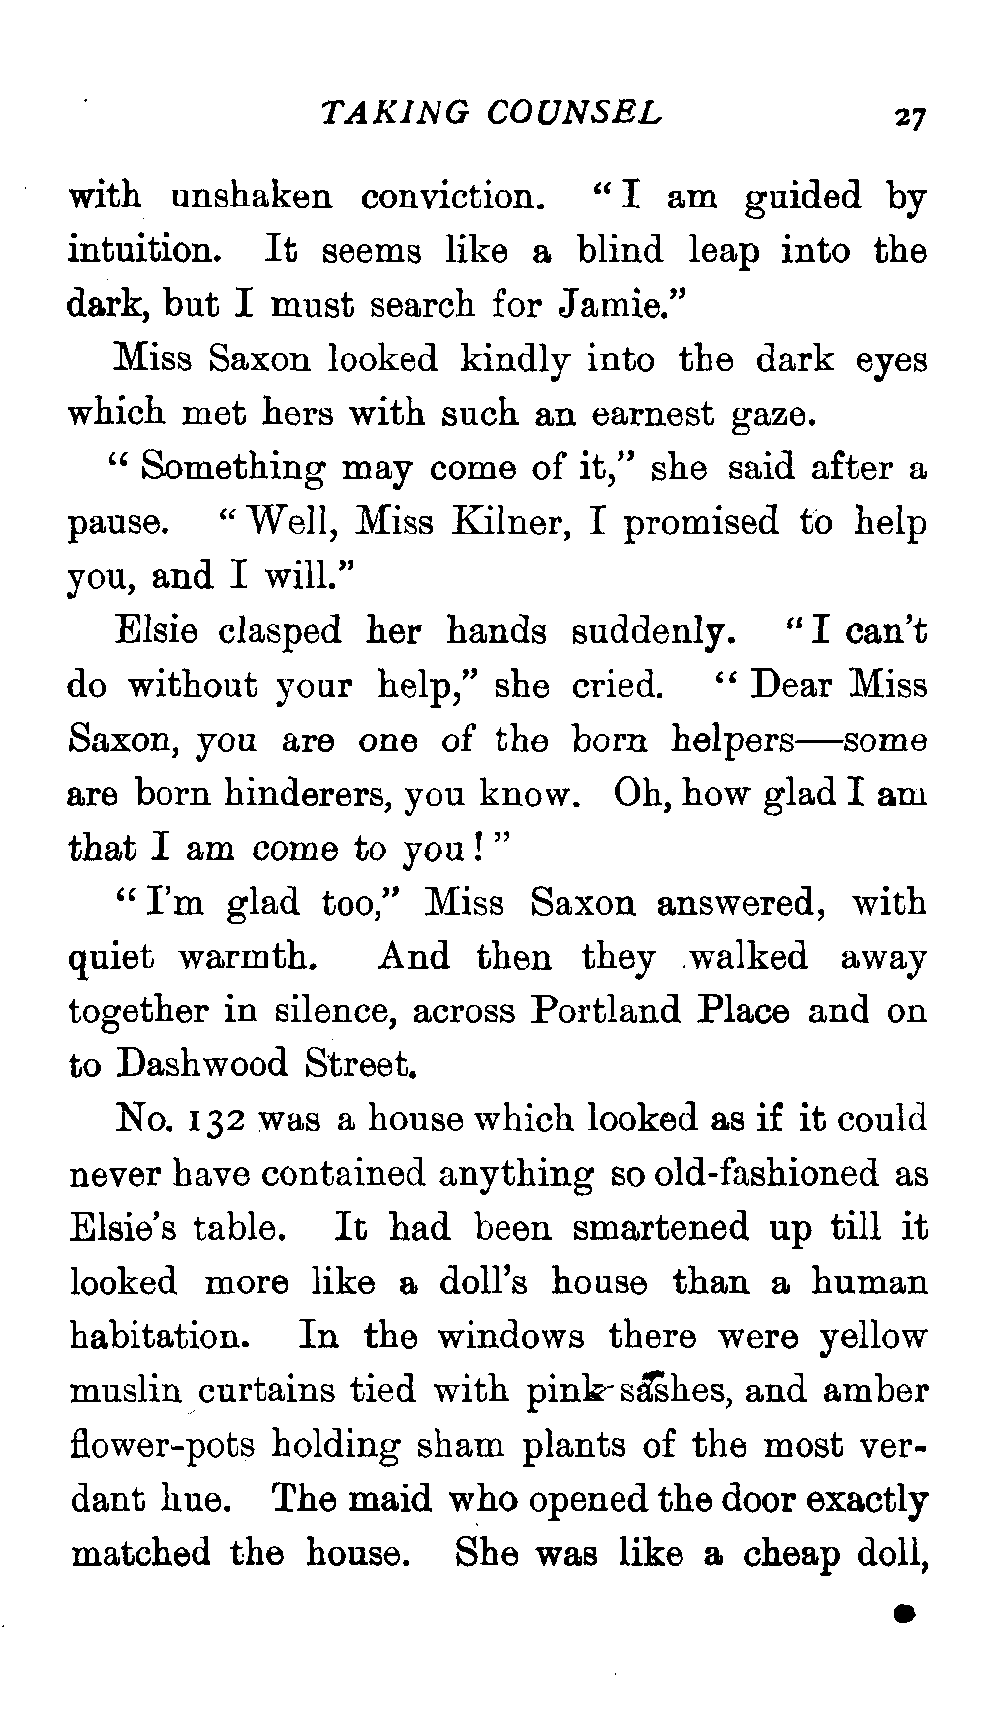 TAKING COUNSEL 27
with unshaken conviction. “I am guided by
intuition. It seems like a blind leap into the
dark, but I must search for Jamie.”
Miss Saxon looked kindly into the dark eyes
which met hers with such an earnest gaze.
“Something may come of it,” she said after a
pause. “Well, Miss Kilner, I promised to help
you, and I will.”
Elsie clasped her hands suddenly. “I can’t
do without your help,” she cried. “Dear Miss
Saxon, you are one of the born helpers—some
are born hinderers, you know. Oh, how glad I am
that I am come to you!”
“I’m glad too,” Miss Saxon answered, with
quiet warmth. And then they walked away
together in silence, across Portland Place and on
to Dashwood Street.
No. 132 was a house which looked as if it could
never have contained anything so old-fashioned as
Elsie’s table. It had been smartened up till it
looked more like a doll’s house than a human
habitation. In the windows there were yellow
muslin curtains tied with pink sashes, and amber
flower-pots holding sham plants of the most ver-
dant hue. The maid who opened the door exactly
matched the house. She was like a cheap doll,